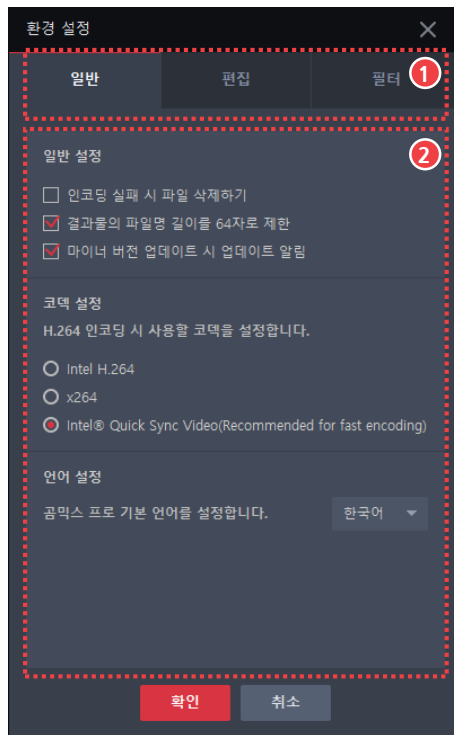 환경 설정
일반 편집 필터 1
일반 설정 2
인코딩 실패 시 파일 삭제하기
결과물의 파일명 길이를 64자로 제한
마이너 버전 업데이트 시 업데이트 알림
코덱 설정
H.264 인코딩 시 사용할 코덱을 설정합니다.
Intel H.264
x264
Intel® Quick Sync Video(Recommended for fast encoding)
언어 설정
곰믹스 프로 기본 언어를 설정합니다. 한국어
확인 취소